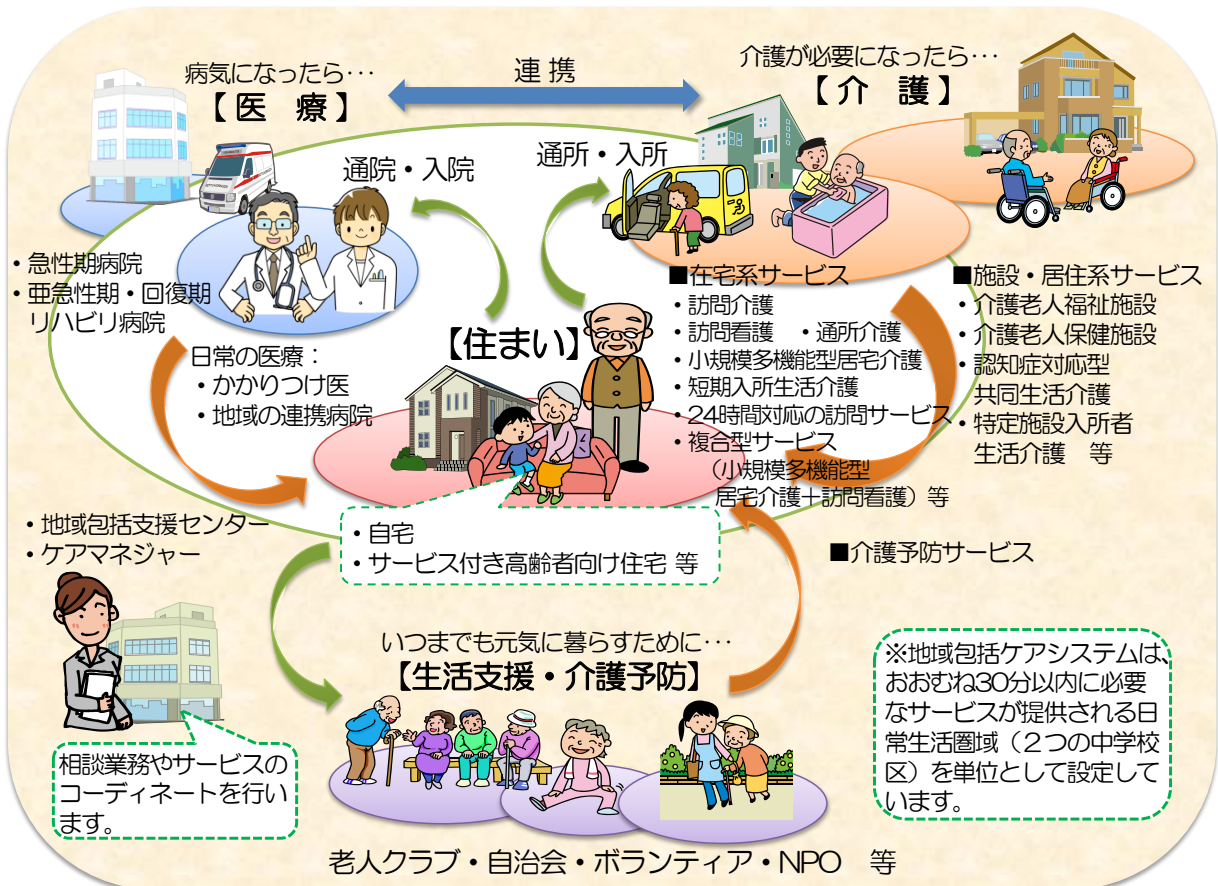 病気になったら･･･
【医　療】
連 携
介護が必要になったら･･･
【介　護】
通院・入院
通所・入所
・急性期病院
・亜急性期・回復期
リハビリ病院
日常の医療：
・かかりつけ医
・地域の連携病院
【住まい】
■在宅系サービス
・訪問介護
・訪問看護　・通所介護
・小規模多機能型居宅介護
・短期入所生活介護
・24時間対応の訪問サービス
・複合型サービス
（小規模多機能型
居宅介護＋訪問看護）等
■施設・居住系サービス
・介護老人福祉施設
・介護老人保健施設
・認知症対応型
共同生活介護
・特定施設入所者
生活介護　等
・自宅
・サービス付き高齢者向け住宅 等
・地域包括支援センター
・ケアマネジャー
■介護予防サービス
相談業務やサービスの
コーディネートを行い
ます。
いつまでも元気に暮らすために･･･
【生活支援・介護予防】
※地域包括ケアシステムは、
おおむね30分以内に必要
なサービスが提供される日
常生活圏域（２つの中学校
区）を単位として設定して
います。
老人クラブ・自治会・ボランティア・NPO　等